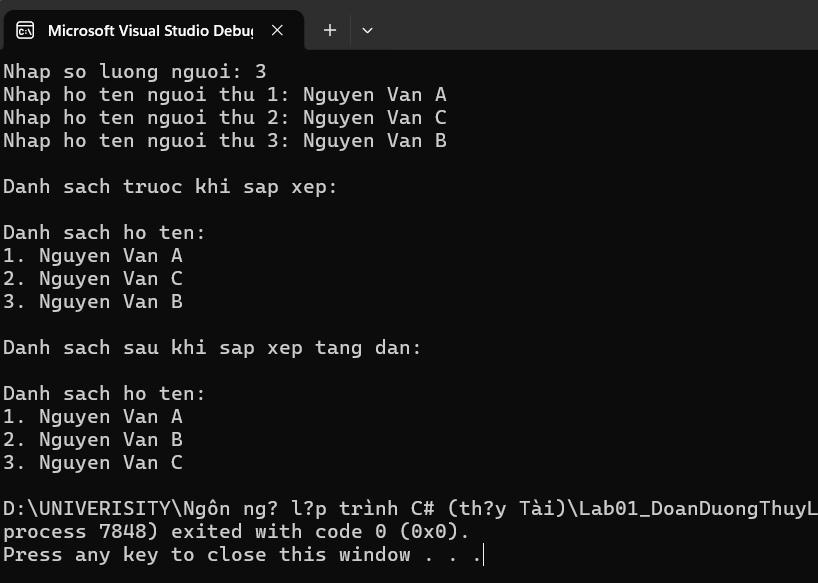 Microsoft Visual Studio Debu
Nhap so luong nguoi: 3
Nhap ho ten nguoi thu 1: Nguyen Van A
Nhap ho ten nguoi thu 2: Nguyen Van C
Nhap ho ten nguoi thu 3: Nguyen Van B
Danh sach truoc khi sap xep:
Danh sach ho ten:
1. Nguyen Van A
2. Nguyen Van C
3. Nguyen Van B
Danh sach sau khi sap xep tang dan:
Danh sach ho ten:
1. Nguyen Van A
2. Nguyen Van B
3. Nguyen Van C
D:\UNIVERISITY\Ngôn ng? l?p trình C# (th?y Tài)\Lab01_DoanDuongThuyL
process 7848) exited with code 0 (0x0).
Press any key to close this window . . .